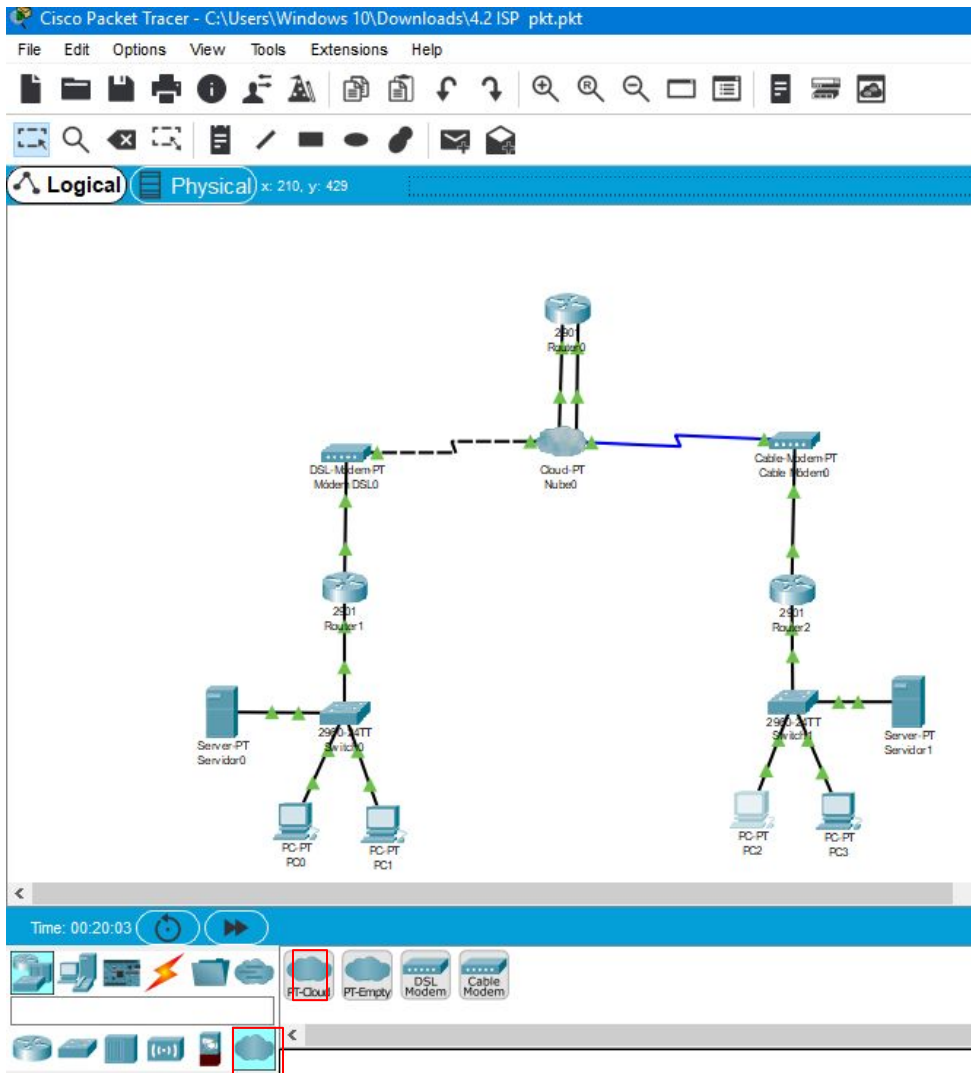 Cisco Packet Tracer - C:\Users\Windows 10\Downloads\4.2 ISP pkt.pkt
File Edit Options View Tools Extensions Help
Logical Physical x: 210, y: 429
2901
Router0
DSL-Modem-PT
Módem DSL0
Cloud-PT
Nube0
Cable-Modem-PT
Cable Módem0
2901
Router1
2901
Router2
Server-PT
Servidor0
2960-24TT
Switch0
2960-24TT
Switch1
Server-PT
Servidor1
PC-PT
PC0
PC-PT
PC1
PC-PT
PC2
PC-PT
PC3
Time: 00:20:03
PT-Cloud PT-Empty DSL Modem Cable Modem